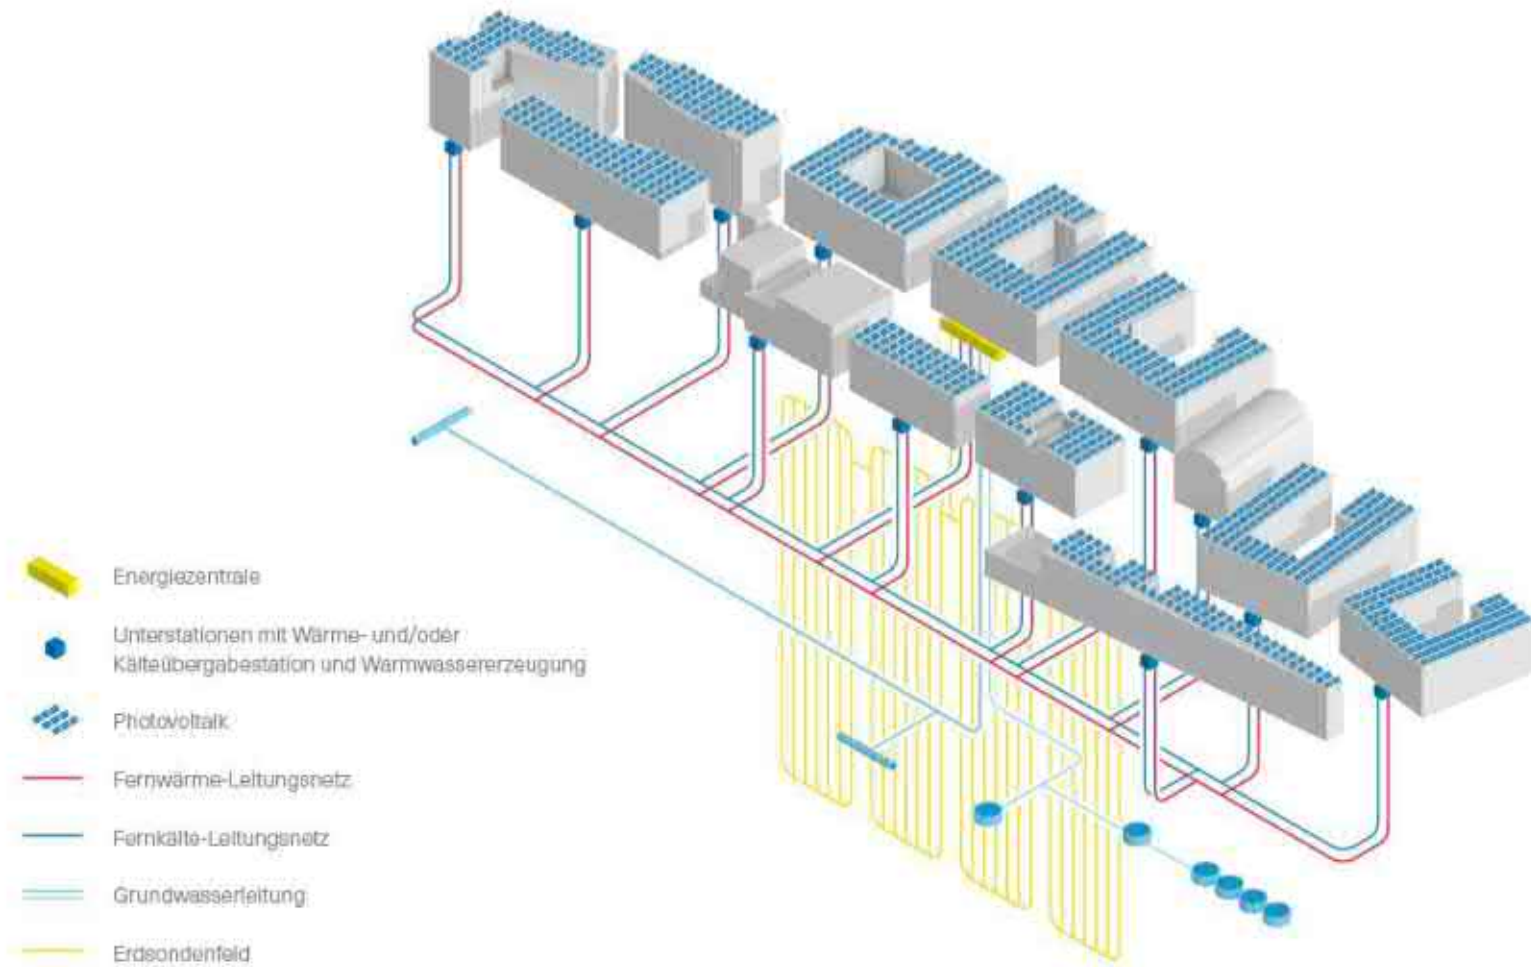 Energiezentrale
Unterstationen mit Wärme- und/oder
Kälteübergabestation und Warmwassererzeugung
Photovoltaik
Fernwärme-Leitungsnetz
Fernkälte-Leitungsnetz
Grundwasserleitung
Erdsondenfeld